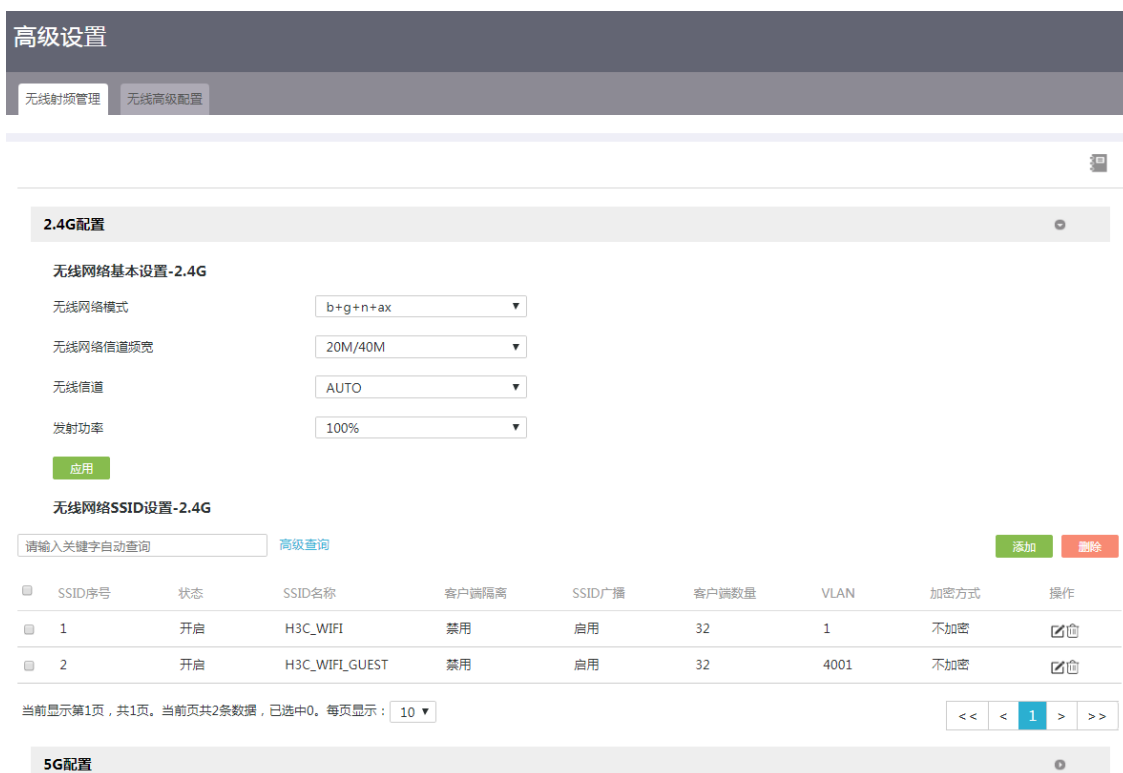 高级设置
无线射频管理 无线高级配置
2.4G配置
无线网络基本设置-2.4G
无线网络模式 b+g+n+ax
无线网络信道频宽 20M/40M
无线信道 AUTO
发射功率 100%
应用
无线网络SSID设置-2.4G
请输入关键字自动查询 高级查询 添加 删除
SSID序号 状态 SSID名称 客户端隔离 SSID广播 客户端数量 VLAN 加密方式 操作
1 开启 H3C_WIFI 禁用 启用 32 1 不加密
2 开启 H3C_WIFI_GUEST 禁用 启用 32 4001 不加密
当前显示第1页，共1页。当前页共2条数据，已选中0。每页显示： 10 << < 1 > >>
5G配置